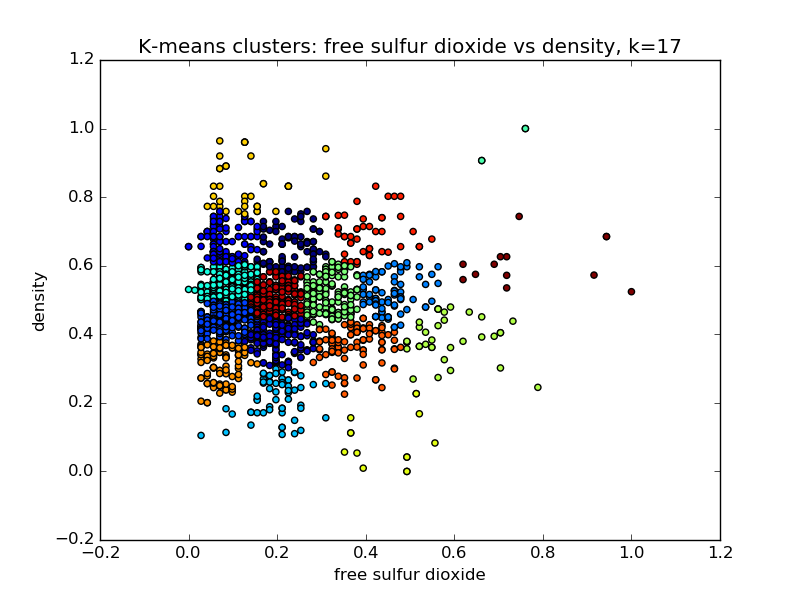 K-means clusters: free sulfur dioxide vs density, k=17
1.2
1.0
0.8
0.6
0.4
0.2
0.0
−0.2
density
−0.2 0.0 0.2 0.4 0.6 0.8 1.0 1.2
free sulfur dioxide